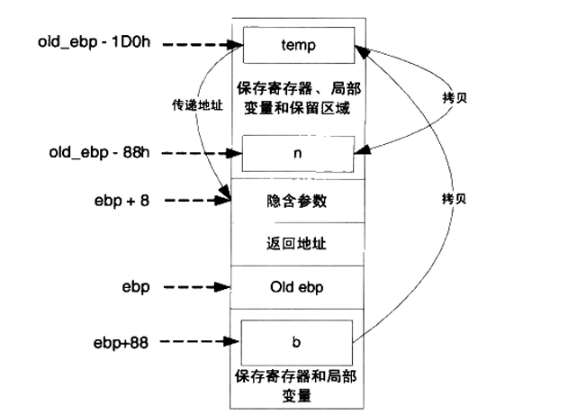 old_ebp - 1D0h
temp
保存寄存器、局部
变量和保留区域
传递地址
拷贝
old_ebp - 88h
n
ebp + 8
隐含参数
拷贝
返回地址
ebp
Old ebp
ebp+88
b
保存寄存器和局部
变量